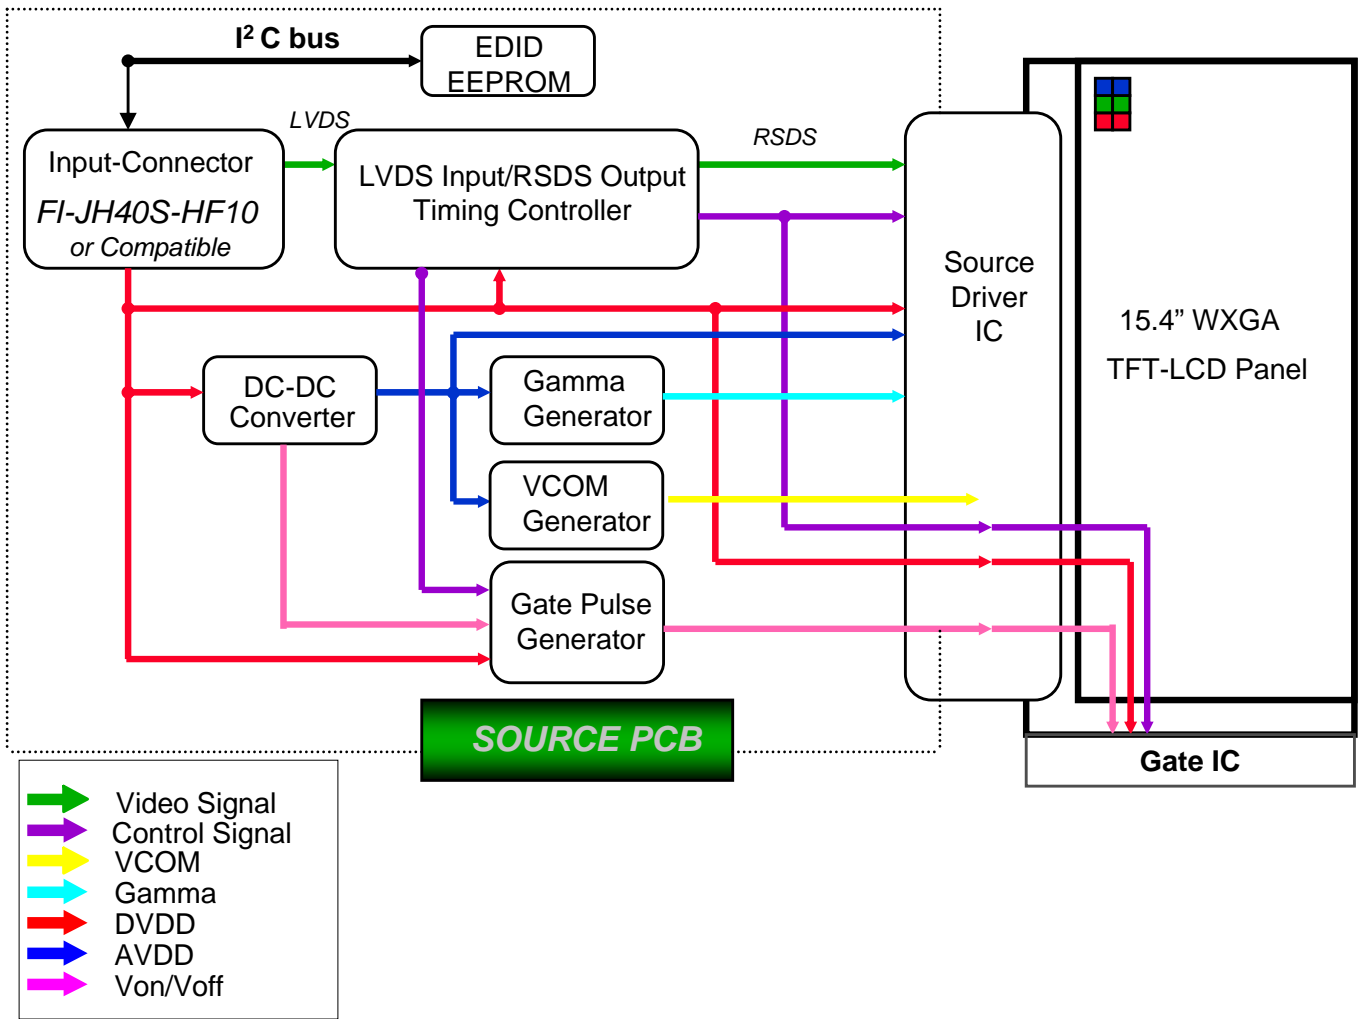 I² C bus
EDID
EEPROM
LVDS
RSDS
Input-Connector
FI-JH40S-HF10
or Compatible
LVDS Input/RSDS Output
Timing Controller
Source
Driver
IC
15.4” WXGA
TFT-LCD Panel
DC-DC
Converter
Gamma
Generator
VCOM
Generator
Gate Pulse
Generator
SOURCE PCB
Gate IC
Video Signal
Control Signal
VCOM
Gamma
DVDD
AVDD
Von/Voff